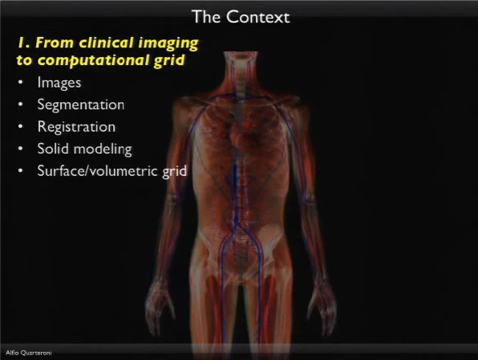 The Context
1. From clinical imaging
to computational grid
• Images
• Segmentation
• Registration
• Solid modeling
• Surface/volumetric grid
Alfio Quarteroni